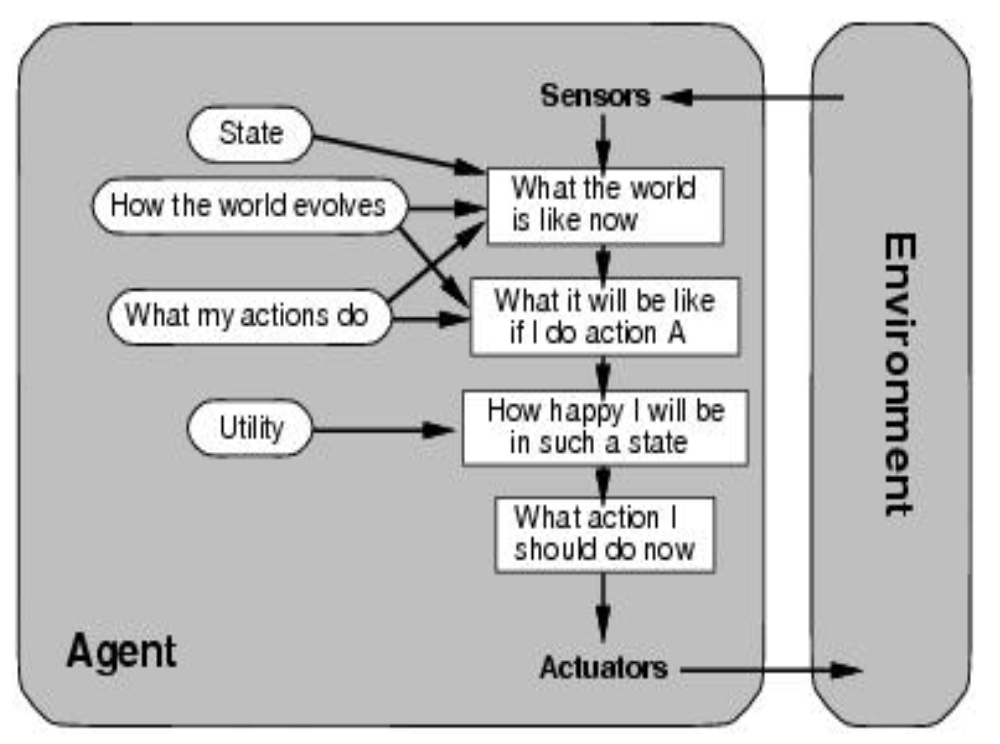 Sensors
State
What the world
is like now
How the world evolves
What my actions do
What it will be like
if I do action A
How happy I will be
in such a state
Utility
What action I
should do now
Agent
Actuators
Environment